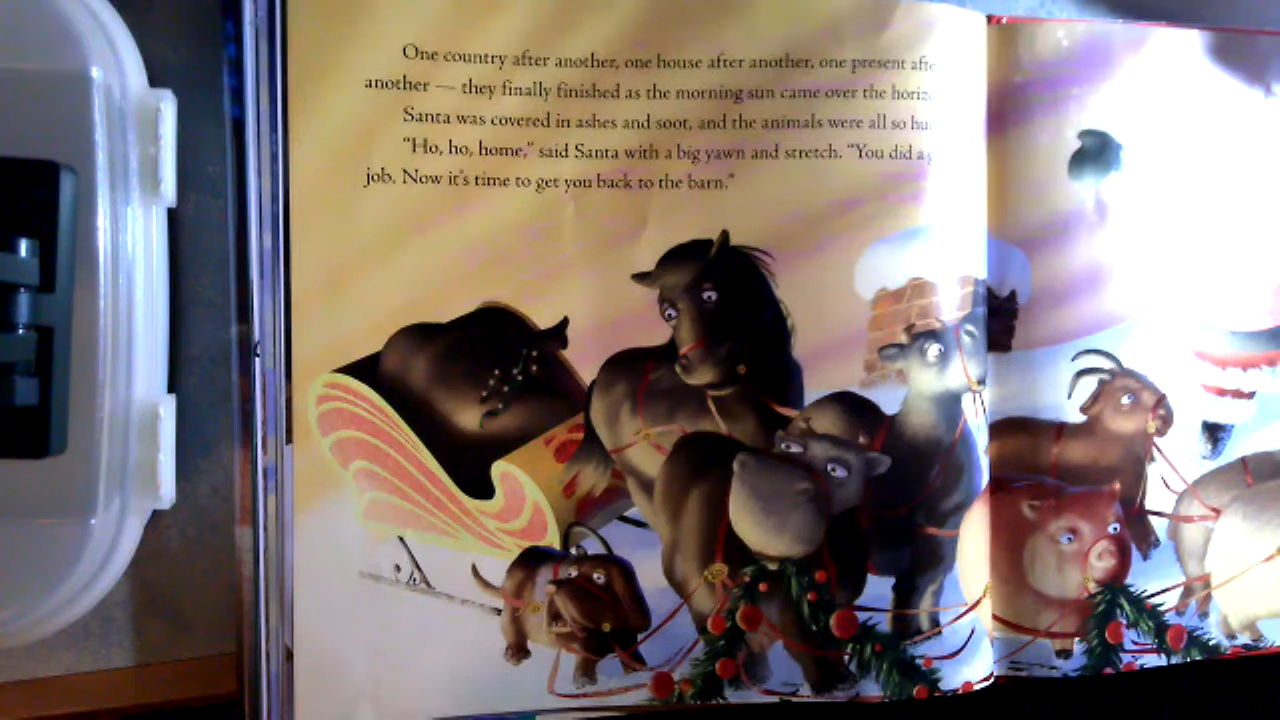 One country after another, one house after another, one present
another — they finally finished as the morning sun came over the
Santa was covered in ashes and soot, and the animals were all so
"Ho, ho, home," said Santa with a big yawn and stretch. "You did a
job. Now it's time to get you back to the barn."